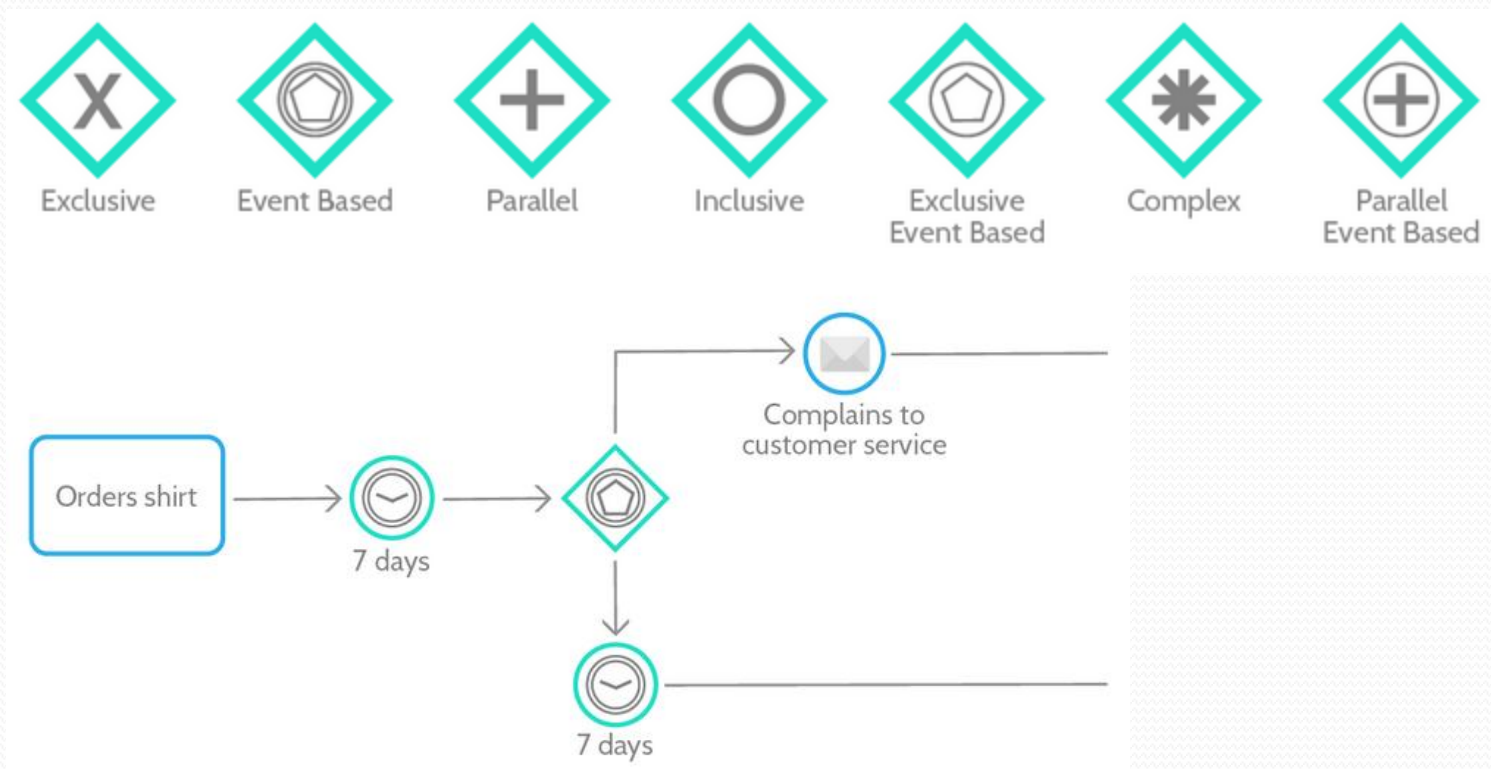 X
Exclusive
Event Based
Parallel
Inclusive
Exclusive
Event Based
Complex
Parallel
Event Based
Complains to
customer service
Orders shirt
7 days
7 days